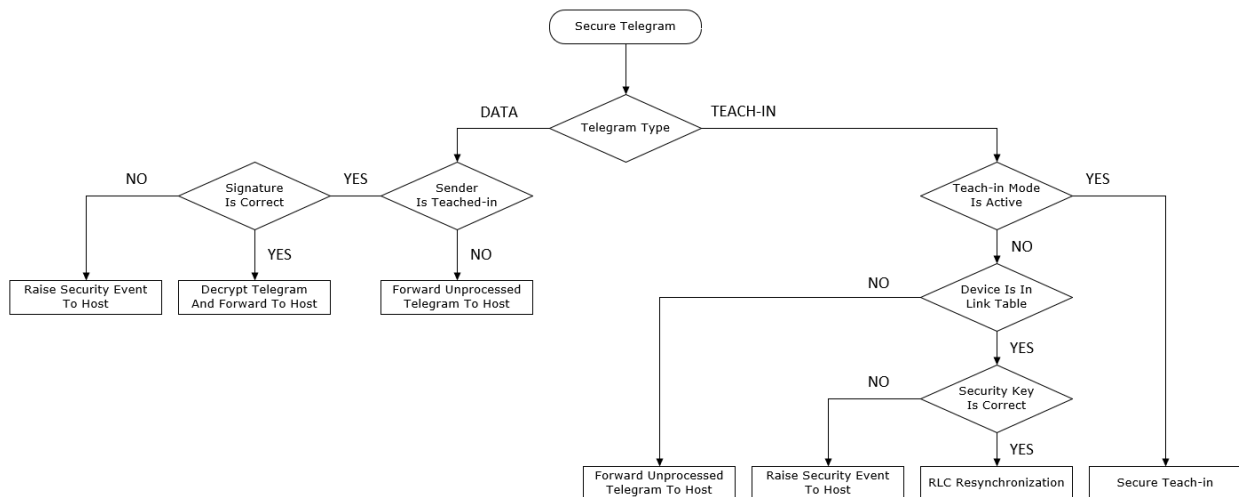 Secure Telegram
DATA
TEACH-IN
Telegram Type
NO
Signature
Is Correct
YES
Sender
Is Teached-in
Teach-in Mode
Is Active
YES
YES
NO
NO
Raise Security Event
To Host
Decrypt Telegram
And Forward To Host
Forward Unprocessed
Telegram To Host
NO
Device Is In
Link Table
YES
NO
Security Key
Is Correct
YES
Forward Unprocessed
Telegram To Host
Raise Security Event
To Host
RLC Resynchronization
Secure Teach-in